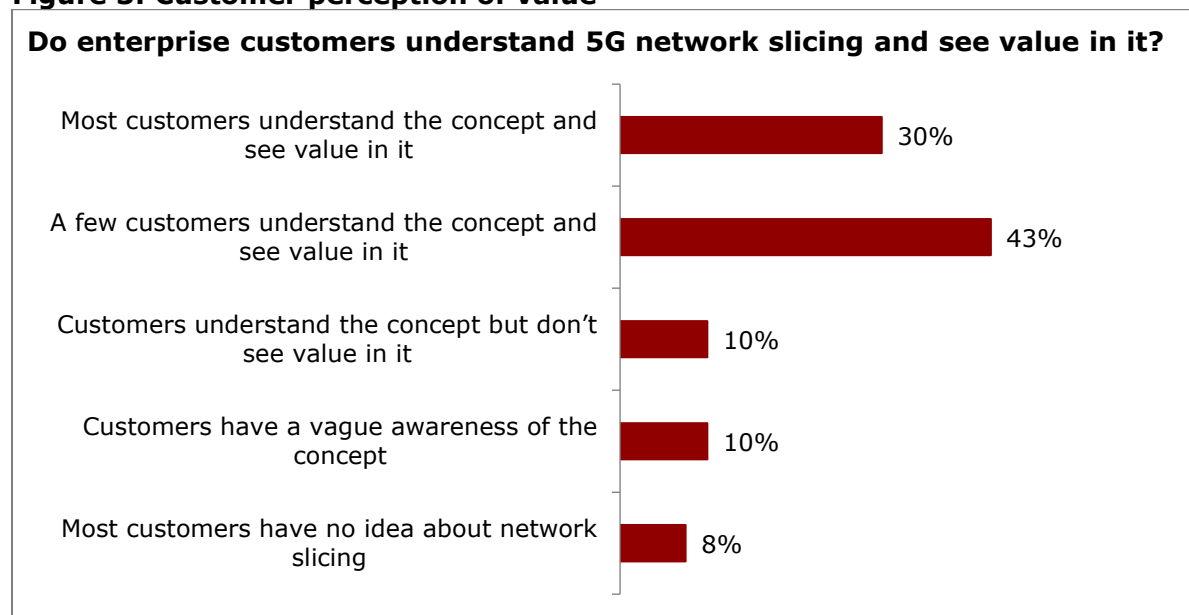 Figure 3: Customer perception of value
Do enterprise customers understand 5G network slicing and see value in it?
Most customers understand the concept and
see value in it
30%
A few customers understand the concept and
see value in it
43%
Customers understand the concept but don’t
see value in it
10%
Customers have a vague awareness of the
concept
10%
Most customers have no idea about network
slicing
8%